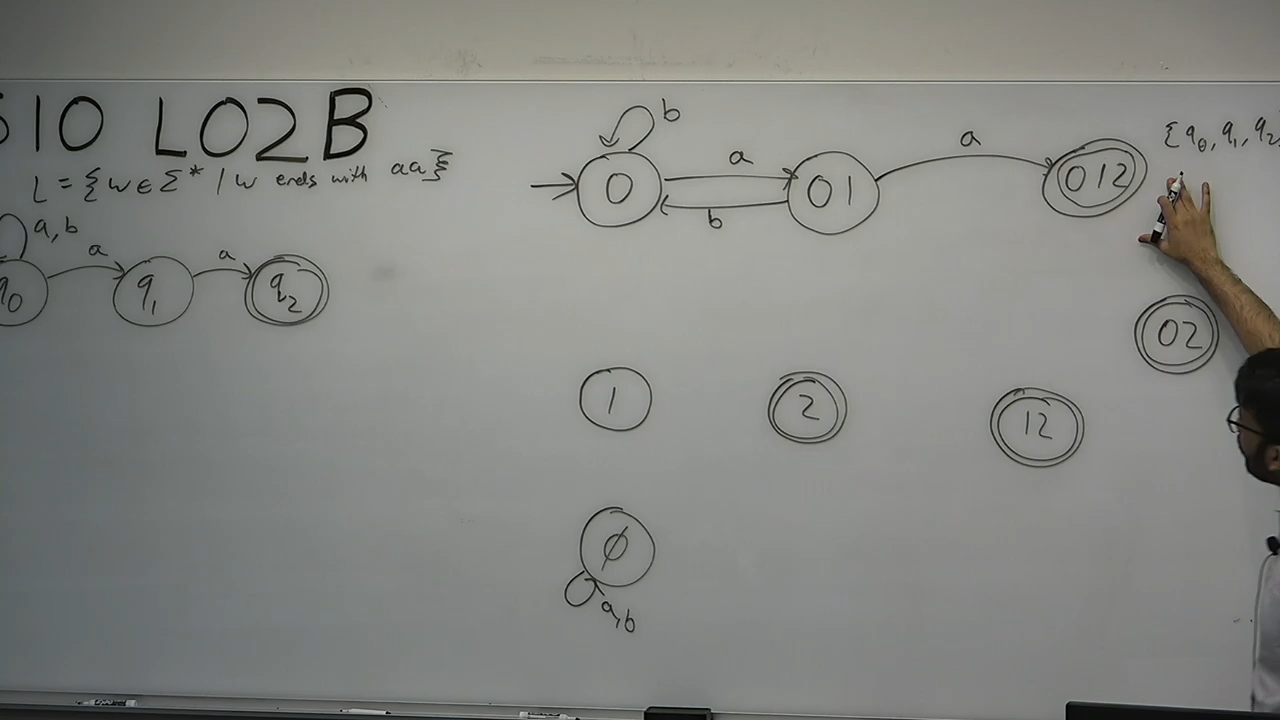 510 L02B
L = {w ∈ Σ* / w ends with aa}
a,b
a
a
q₀
q₁
q₂
b
a
b
a
0
01
012
{q₀, q₁, q₂
02
1
2
12
∅
a,b